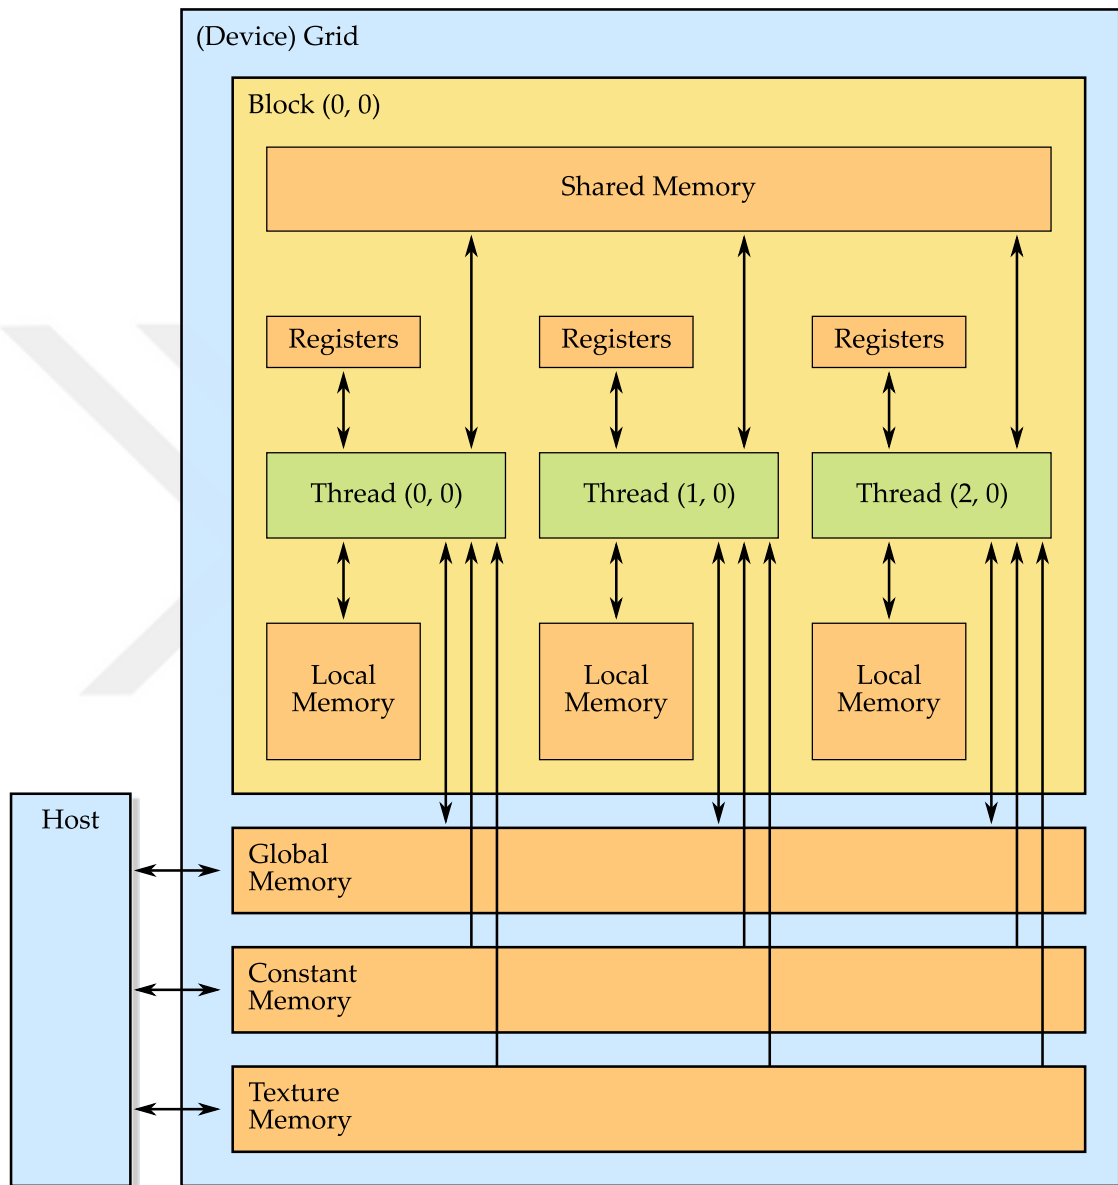 (Device) Grid
Block (0, 0)
Shared Memory
Registers
Registers
Registers
Thread (0, 0)
Thread (1, 0)
Thread (2, 0)
Local
Memory
Local
Memory
Local
Memory
Host
Global
Memory
Constant
Memory
Texture
Memory